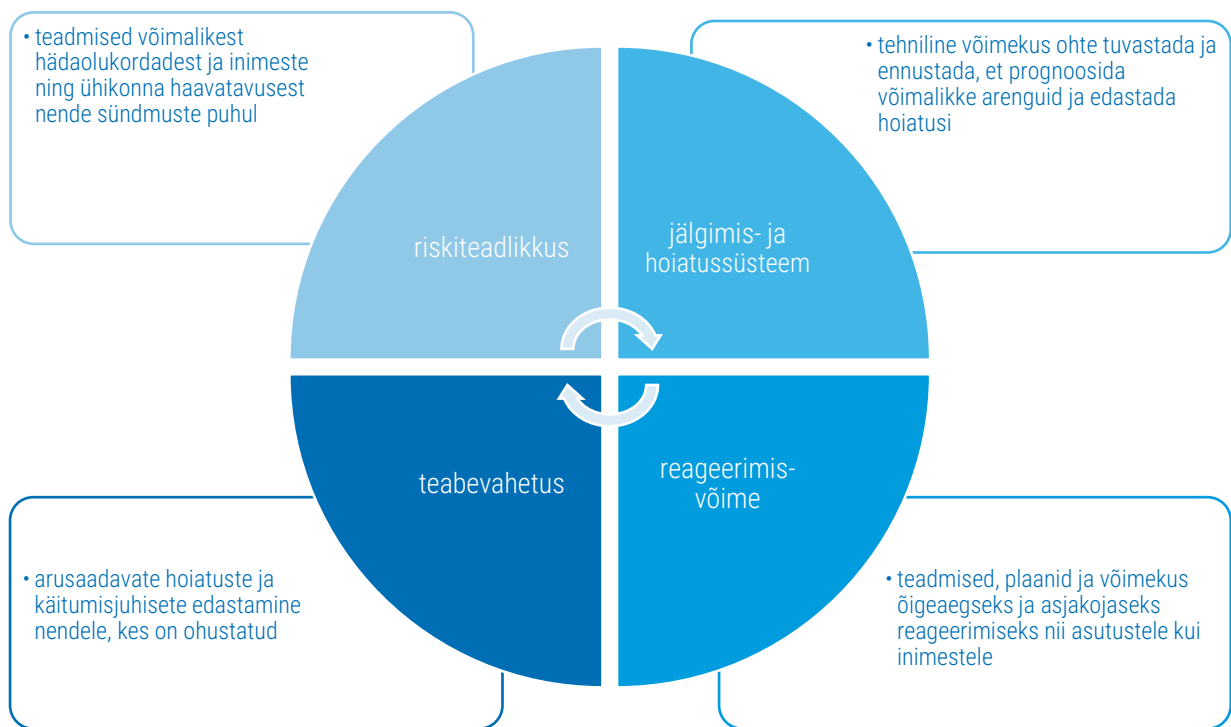 • teadmised võimalikest
hädaolukordadest ja inimeste
ning ühikonna haavatavusest
nende sündmuste puhul
• tehniline võimekus ohte tuvastada ja
ennustada, et prognoosida
võimalikke arenguid ja edastada
hoiatusi
riskiteadlikkus
jälgimis- ja
hoiatussüsteem
teabevahetus
reageerimis-
võime
• arusaadavate hoiatuste ja
käitumisjuhisete edastamine
nendele, kes on ohustatud
• teadmised, plaanid ja võimekus
õigeaegseks ja asjakojaseks
reageerimiseks nii asutustele kui
inimestele